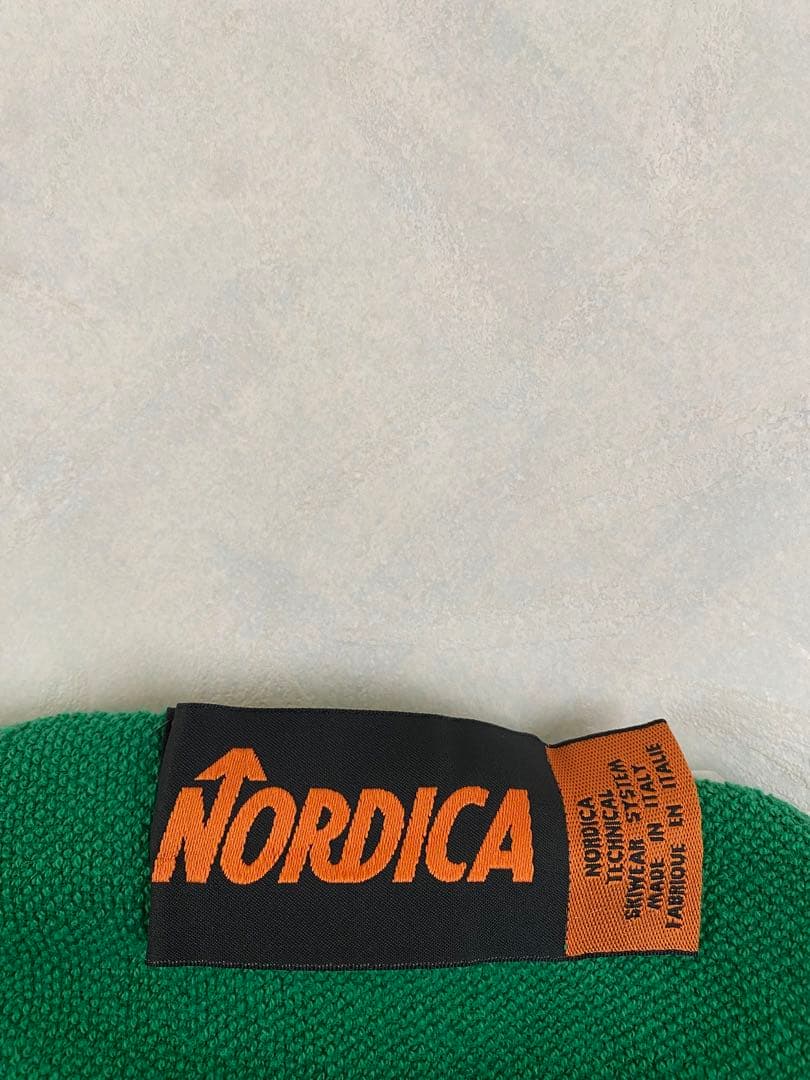 NORDICA
NORDICA
TECHNICAL
SKIWEAR SYSTEM
MADE IN ITALY
FABRIQUE EN ITALIE